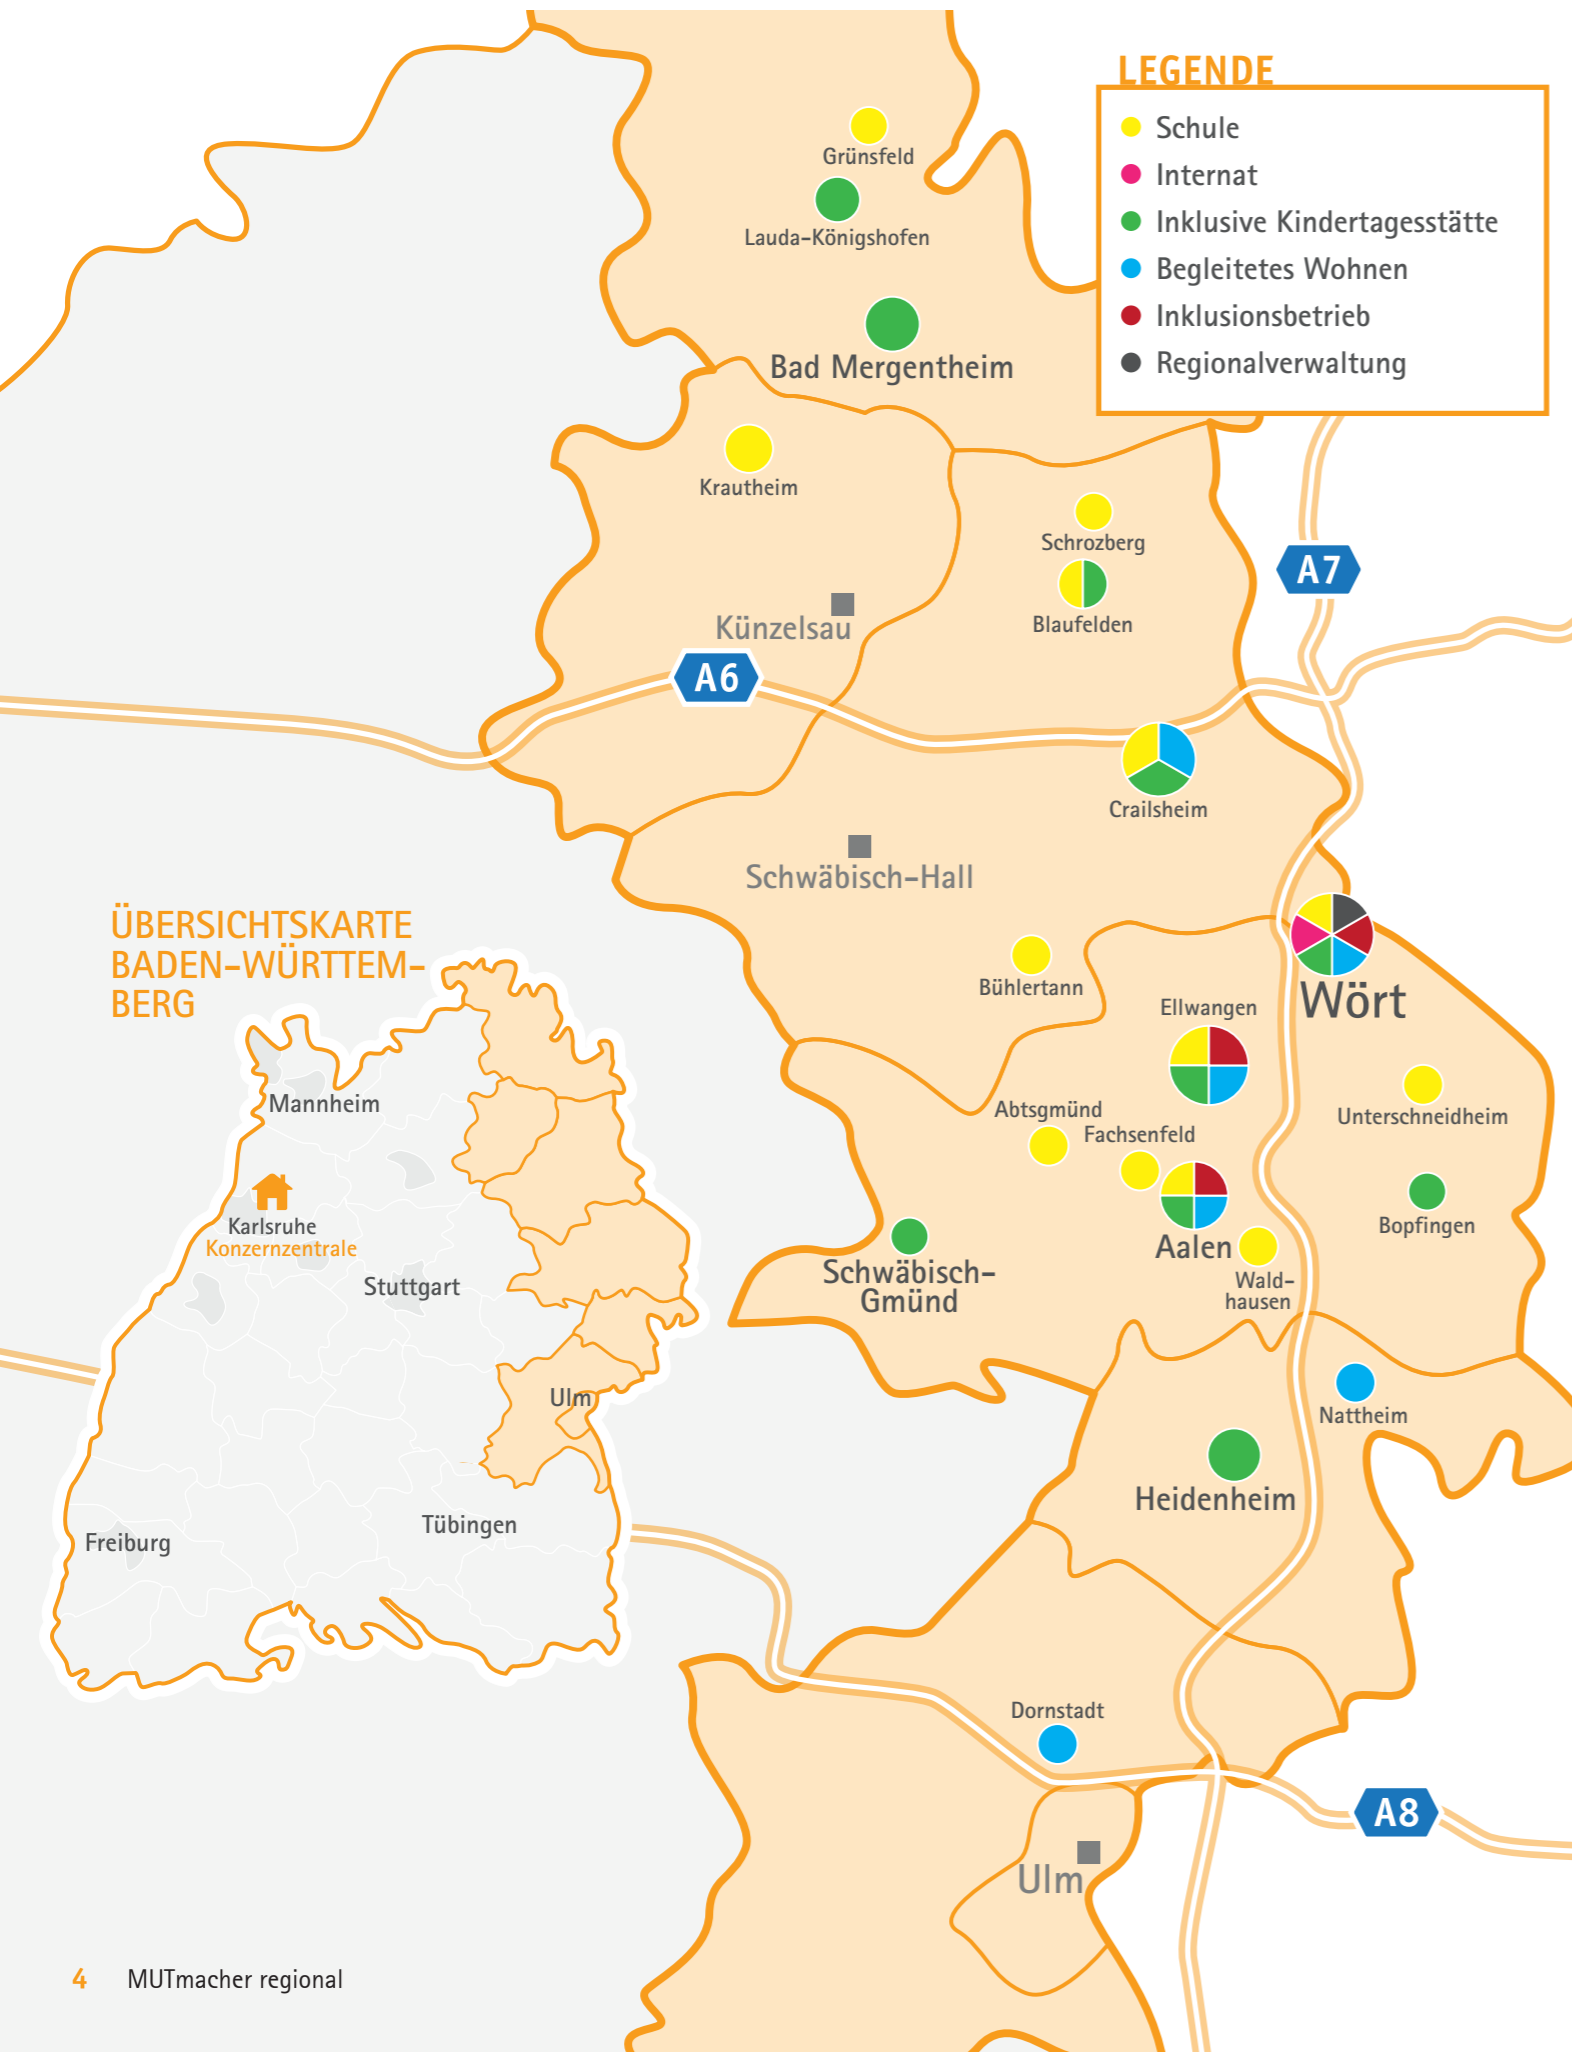 LEGENDE
Schule
Internat
Inklusive Kindertagesstätte
Begleitetes Wohnen
Inklusionsbetrieb
Regionalverwaltung
Grünsfeld
Lauda-Königshofen
Bad Mergentheim
Krautheim
Schrozberg
A7
Blaufelden
Künzelsau
A6
Crailsheim
Schwäbisch-Hall
Bühlertann
Wört
Ellwangen
Abtsgmünd
Unterschneidheim
Fachsenfeld
Bopfingen
Aalen
Schwäbisch-
Gmünd
Wald-
hausen
Nattheim
Heidenheim
Dornstadt
A8
Ulm
ÜBERSICHTSKARTE
BADEN-WÜRTTEM-
BERG
Mannheim
Karlsruhe
Konzernzentrale
Stuttgart
Ulm
Tübingen
Freiburg
4 MUTmacher regional